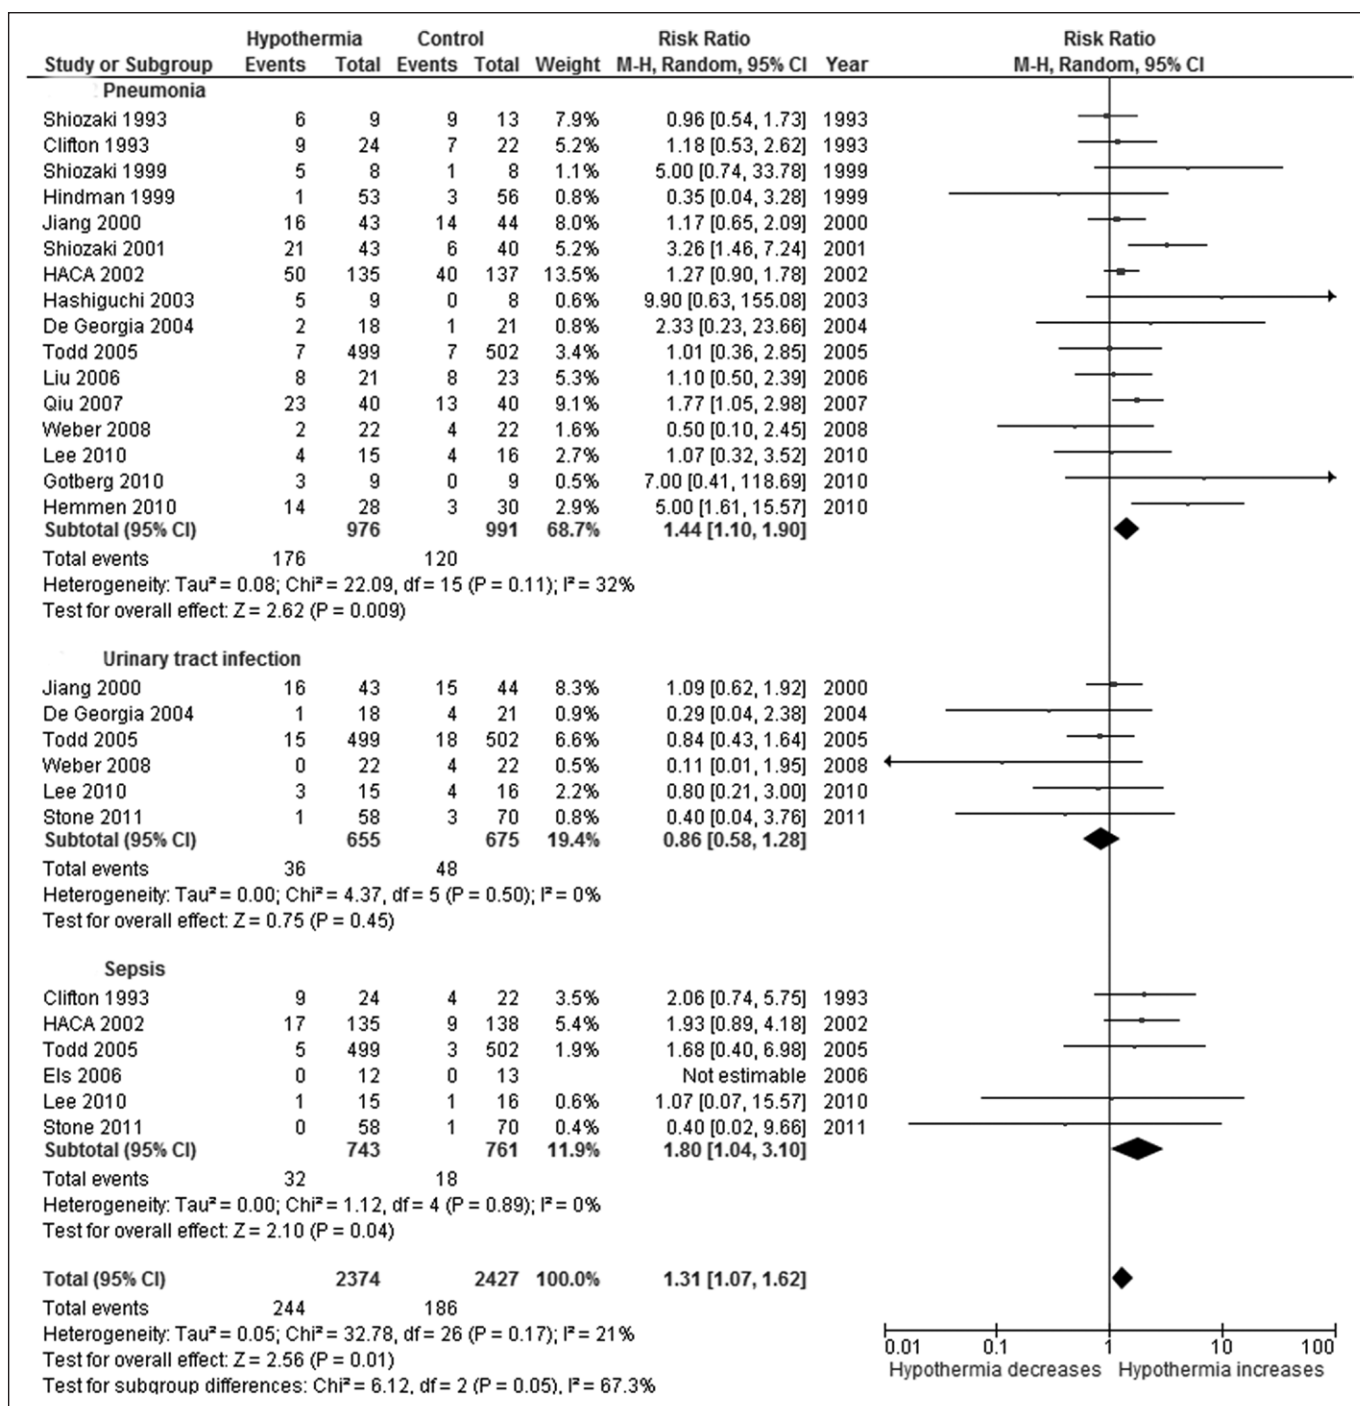 Hypothermia Control Risk Ratio Risk Ratio
Study or Subgroup Events Total Events Total Weight M-H, Random, 95% CI Year M-H, Random, 95% CI
Pneumonia
Shiozaki 1993 6 9 9 13 7.9% 0.96 [0.54, 1.73] 1993
Clifton 1993 9 24 7 22 5.2% 1.18 [0.53, 2.62] 1993
Shiozaki 1999 5 8 1 8 1.1% 5.00 [0.74, 33.78] 1999
Hindman 1999 1 53 3 56 0.8% 0.35 [0.04, 3.28] 1999
Jiang 2000 16 43 14 44 8.0% 1.17 [0.65, 2.09] 2000
Shiozaki 2001 21 43 6 40 5.2% 3.26 [1.46, 7.24] 2001
HACA 2002 50 135 40 137 13.5% 1.27 [0.90, 1.78] 2002
Hashiguchi 2003 5 9 0 8 0.6% 9.90 [0.63, 155.08] 2003
De Georgia 2004 2 18 1 21 0.8% 2.33 [0.23, 23.66] 2004
Todd 2005 7 499 7 502 3.4% 1.01 [0.36, 2.85] 2005
Liu 2006 8 21 8 23 5.3% 1.10 [0.50, 2.39] 2006
Qiu 2007 23 40 13 40 9.1% 1.77 [1.05, 2.98] 2007
Weber 2008 2 22 4 22 1.6% 0.50 [0.10, 2.45] 2008
Lee 2010 4 15 4 16 2.7% 1.07 [0.32, 3.52] 2010
Gotberg 2010 3 9 0 9 0.5% 7.00 [0.41, 118.69] 2010
Hemmen 2010 14 28 3 30 2.9% 5.00 [1.61, 15.57] 2010
Subtotal (95% CI) 976 991 68.7% 1.44 [1.10, 1.90]
Total events 176 120
Heterogeneity: Tau² = 0.08; Chi² = 22.09, df = 15 (P = 0.11); I² = 32%
Test for overall effect: Z = 2.62 (P = 0.009)
Urinary tract infection
Jiang 2000 16 43 15 44 8.3% 1.09 [0.62, 1.92] 2000
De Georgia 2004 1 18 4 21 0.9% 0.29 [0.04, 2.38] 2004
Todd 2005 15 499 18 502 6.6% 0.84 [0.43, 1.64] 2005
Weber 2008 0 22 4 22 0.5% 0.11 [0.01, 1.95] 2008
Lee 2010 3 15 4 16 2.2% 0.80 [0.21, 3.00] 2010
Stone 2011 1 58 3 70 0.8% 0.40 [0.04, 3.76] 2011
Subtotal (95% CI) 655 675 19.4% 0.86 [0.58, 1.28]
Total events 36 48
Heterogeneity: Tau² = 0.00; Chi² = 4.37, df = 5 (P = 0.50); I² = 0%
Test for overall effect: Z = 0.75 (P = 0.45)
Sepsis
Clifton 1993 9 24 4 22 3.5% 2.06 [0.74, 5.75] 1993
HACA 2002 17 135 9 138 5.4% 1.93 [0.89, 4.18] 2002
Todd 2005 5 499 3 502 1.9% 1.68 [0.40, 6.98] 2005
Els 2006 0 12 0 13 Not estimable 2006
Lee 2010 1 15 1 16 0.6% 1.07 [0.07, 15.57] 2010
Stone 2011 0 58 1 70 0.4% 0.40 [0.02, 9.66] 2011
Subtotal (95% CI) 743 761 11.9% 1.80 [1.04, 3.10]
Total events 32 18
Heterogeneity: Tau² = 0.00; Chi² = 1.12, df = 4 (P = 0.89); I² = 0%
Test for overall effect: Z = 2.10 (P = 0.04)
Total (95% CI) 2374 2427 100.0% 1.31 [1.07, 1.62]
Total events 244 186
Heterogeneity: Tau² = 0.05; Chi² = 32.78, df = 26 (P = 0.17); I² = 21%
Test for overall effect: Z = 2.56 (P = 0.01)
Test for subgroup differences: Chi² = 6.12, df = 2 (P = 0.05), I² = 67.3%
0.01 0.1 1 10 100
Hypothermia decreases Hypothermia increases